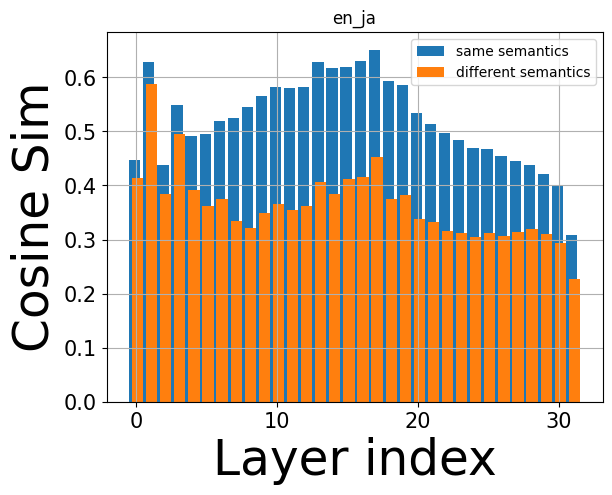 en_ja
same semantics
different semantics
Cosine Sim
0.6
0.5
0.4
0.3
0.2
0.1
0.0
0
10
20
30
Layer index